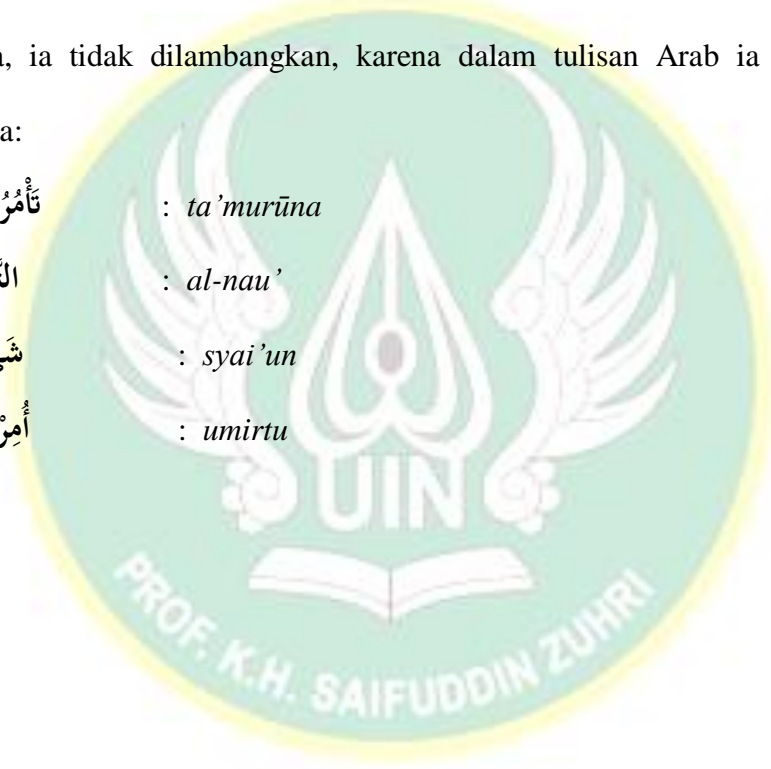 , ia tidak dilambangkan, karena dalam tulisan Arab ia
a:
تَأْمُرُ : ta’murūna
: al-nau’
: syai’un
أُمِرْ : umirtu
UIN
PROF. K.H. SAIFUDDIN ZUHRI